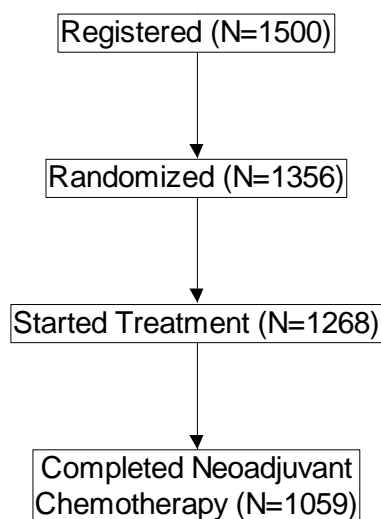 Registered (N=1500)
Randomized (N=1356)
Started Treatment (N=1268)
Completed Neoadjuvant
Chemotherapy (N=1059)